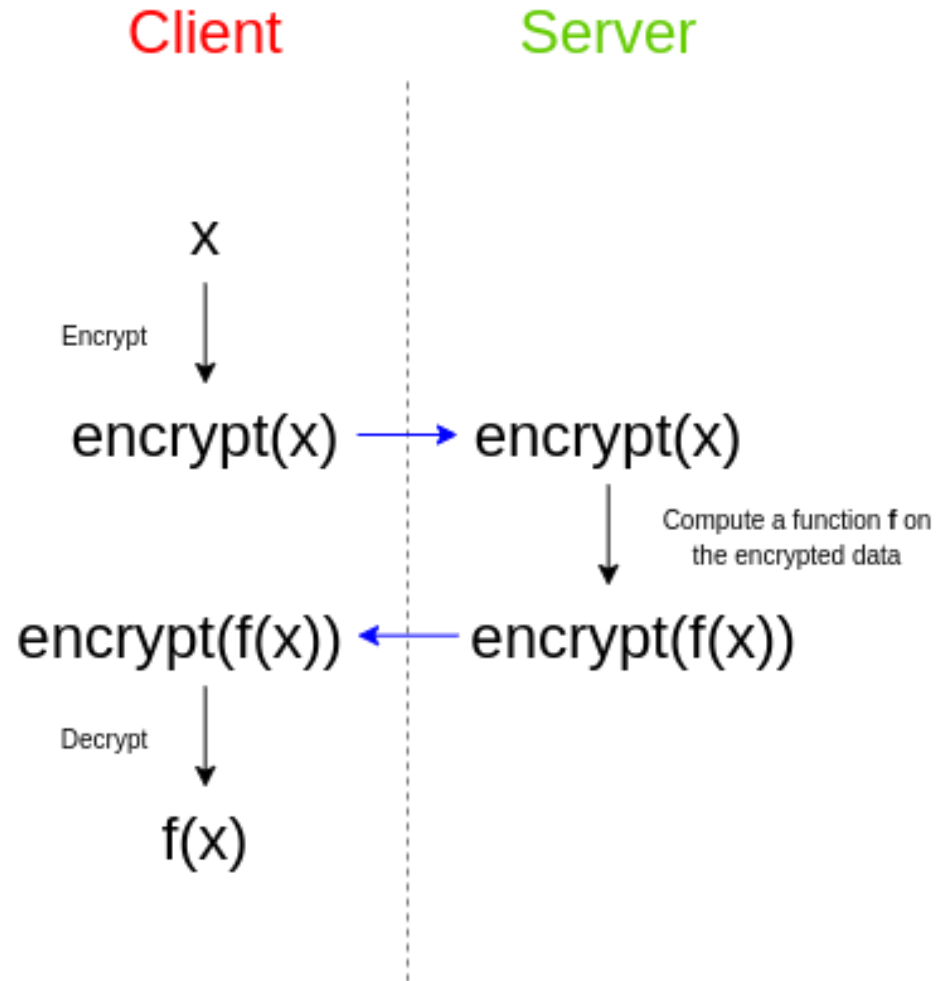 Client
Server
x
Encrypt
encrypt(x)
encrypt(x)
Compute a function f on
the encrypted data
encrypt(f(x))
encrypt(f(x))
Decrypt
f(x)